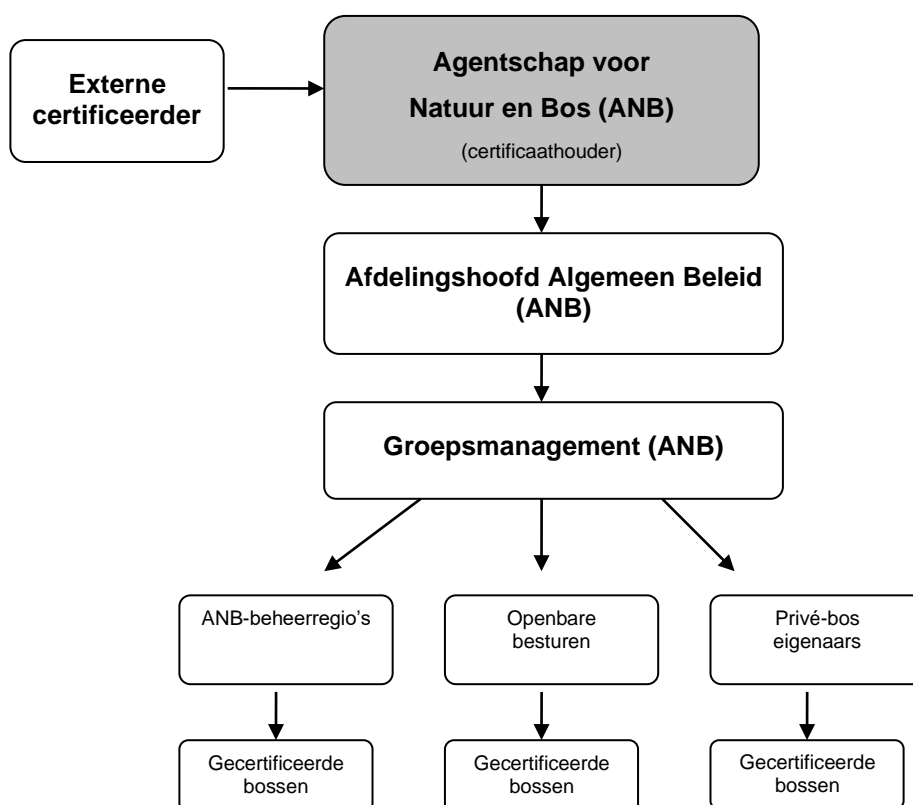 Externe
certificeerder
Agentschap voor
Natuur en Bos (ANB)
(certificaathouder)
Afdelingshoofd Algemeen Beleid
(ANB)
Groepsmanagement (ANB)
ANB-beheerregio’s
Openbare
besturen
Privé-bos
eigenaars
Gecertificeerde
bossen
Gecertificeerde
bossen
Gecertificeerde
bossen